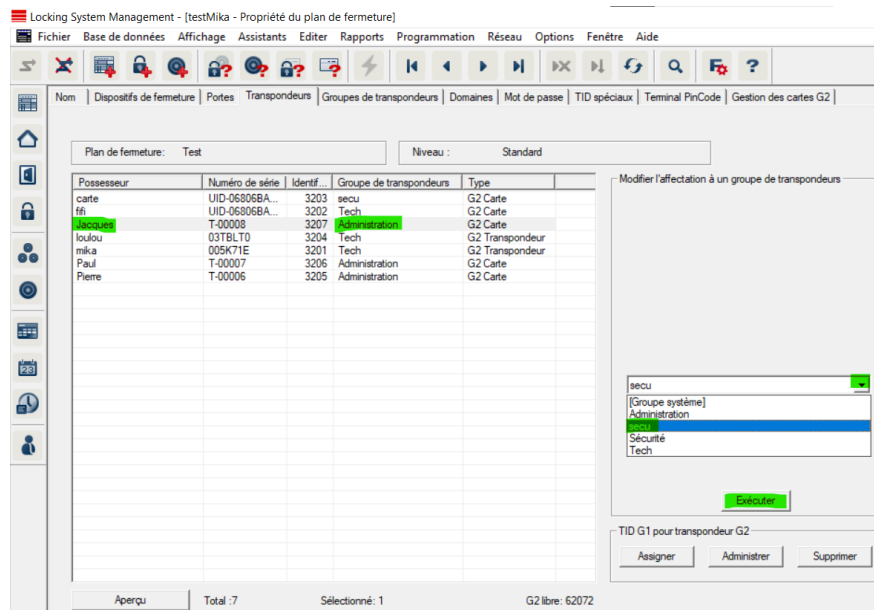 Locking System Management - [testMika - Propriété du plan de fermeture]
Fichier Base de données Affichage Assistants Editer Rapports Programmation Réseau Options Fenêtre Aide
Nom Dispositifs de fermeture Portes Transpondeurs Groupes de transpondeurs Domaines Mot de passe TID spéciaux Terminal PinCode Gestion des cartes G2
Plan de fermeture: Test Niveau : Standard
Modifier l'affectation à un groupe de transpondeurs
Possesseur Numéro de série Identif... Groupe de transpondeurs Type
carte UID-06806BA... 3203 secu G2 Carte
fifi UID-06806BA... 3202 Tech G2 Carte
Jacques T-00008 3207 Administration G2 Carte
loulou 03TBLT0 3204 Tech G2 Transpondeur
mika 005K71E 3201 Tech G2 Transpondeur
Paul T-00007 3206 Administration G2 Carte
Pierre T-00006 3205 Administration G2 Carte
secu
[Groupe système]
Administration
secu
Sécurité
Tech
Exécuter
TID G1 pour transpondeur G2
Assigner Administrer Supprimer
Aperçu Total :7 Sélectionné: 1 G2 libre: 62072